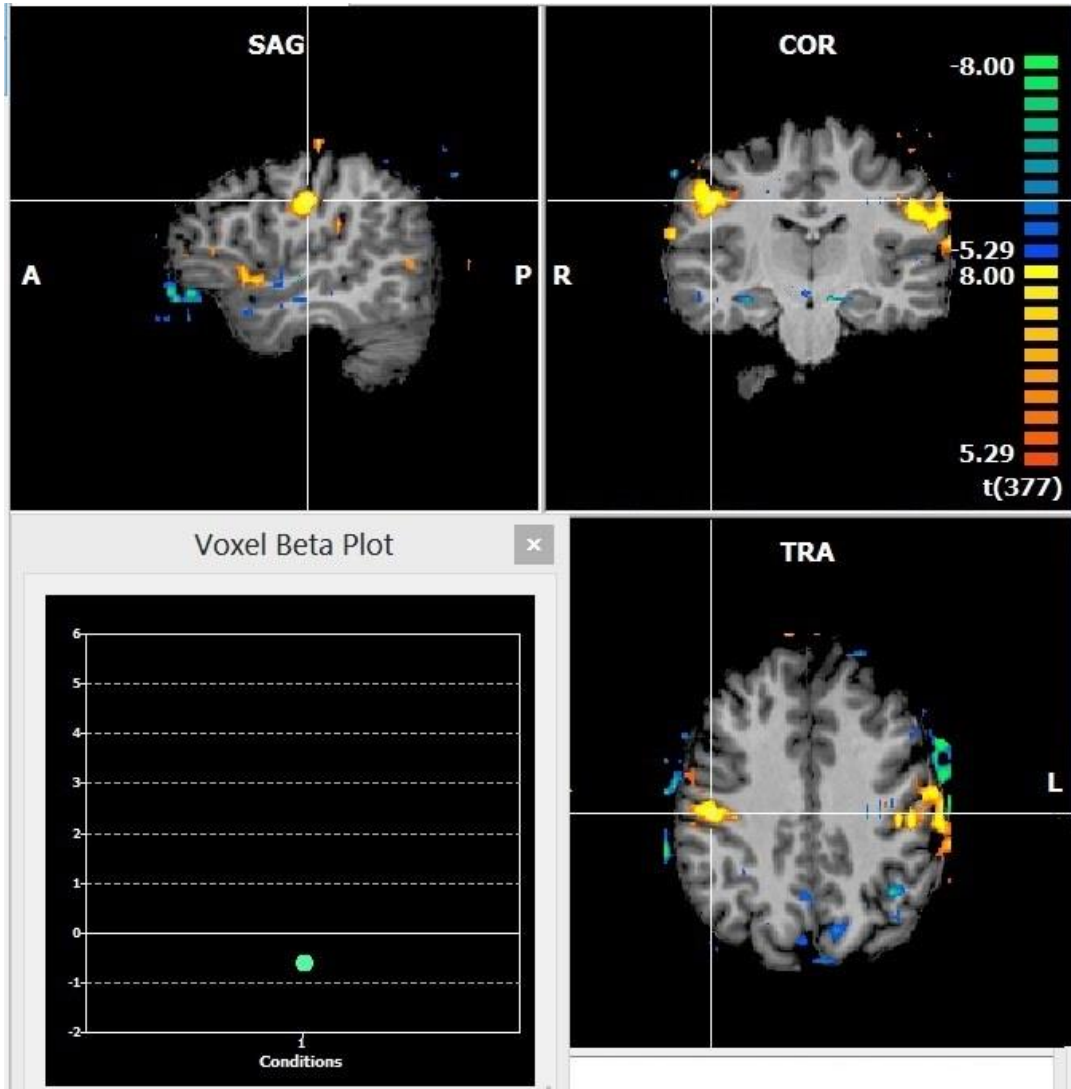 SAG
COR
A
P
R
-8.00
-5.29
8.00
5.29
t(377)
Voxel Beta Plot
×
6
5
4
3
2
1
0
-1
-2
1
Conditions
TRA
L